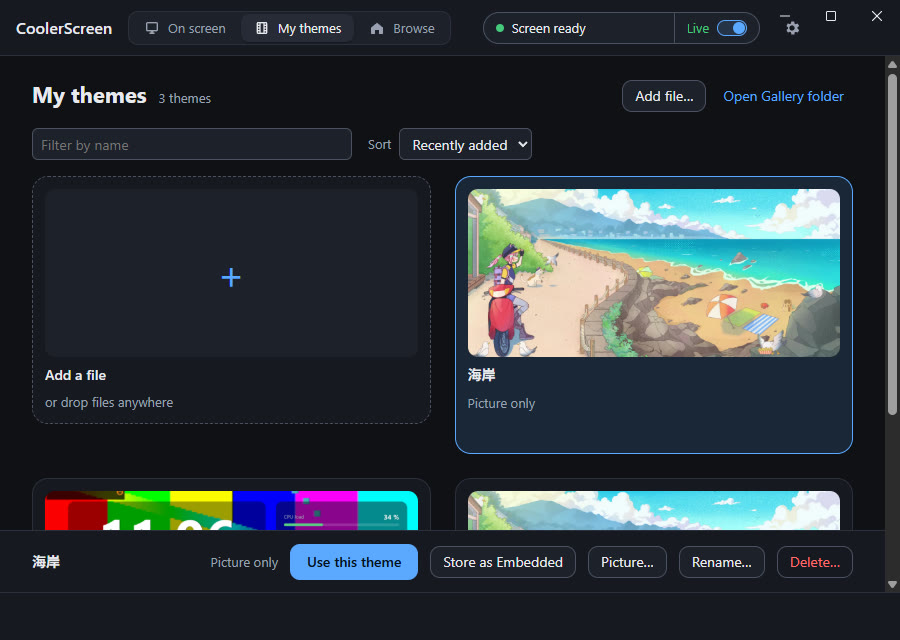 CoolerScreen
On screen
My themes
Browse
Screen ready
Live
My themes
3 themes
Add file...
Open Gallery folder
Filter by name
Sort
Recently added
Add a file
or drop files anywhere
海岸
Picture only
CPU load
34 %
海岸
Picture only
Use this theme
Store as Embedded
Picture...
Rename...
Delete...